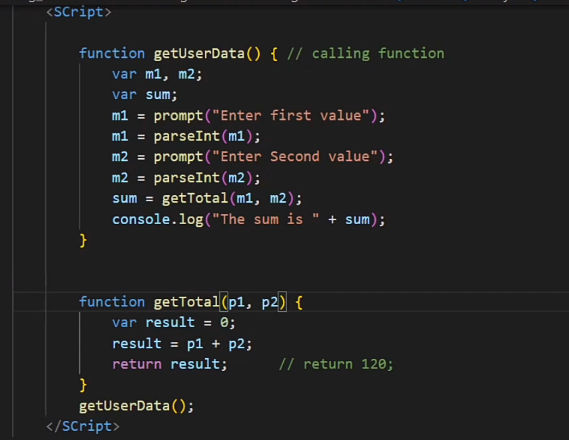 <SCript>
function getUserData() { // calling function
var m1, m2;
var sum;
m1 = prompt("Enter first value");
m1 = parseInt(m1);
m2 = prompt("Enter Second value");
m2 = parseInt(m2);
sum = getTotal(m1, m2);
console.log("The sum is " + sum);
}
function getTotal(p1, p2) {
var result = 0;
result = p1 + p2;
return result; // return 120;
}
getUserData();
</SCript>